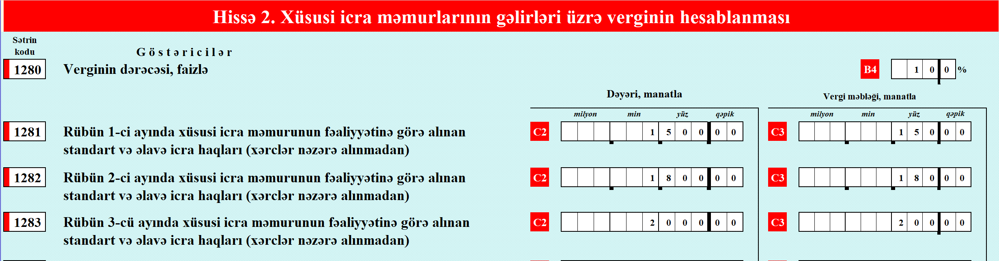 Hissə 2. Xüsusi icra məmurlarının gəlirləri üzrə verginin hesablanması
Sətrin
kodu
Göstəricilər
1280 Verginin dərəcəsi, faizlə B4 1 0 0 %
Dəyəri, manatla Vergi məbləği, manatla
milyon min yüz qəpik milyon min yüz qəpik
1281 Rübün 1-ci ayında xüsusi icra məmurunun fəaliyyətinə görə alınan C2 1 5 0 0 0 0 C3 1 5 0 0 0
standart və əlavə icra haqları (xərclər nəzərə alınmadan)
1282 Rübün 2-ci ayında xüsusi icra məmurunun fəaliyyətinə görə alınan C2 1 8 0 0 0 0 C3 1 8 0 0 0
standart və əlavə icra haqları (xərclər nəzərə alınmadan)
1283 Rübün 3-cü ayında xüsusi icra məmurunun fəaliyyətinə görə alınan C2 2 0 0 0 0 0 C3 2 0 0 0 0
standart və əlavə icra haqları (xərclər nəzərə alınmadan)